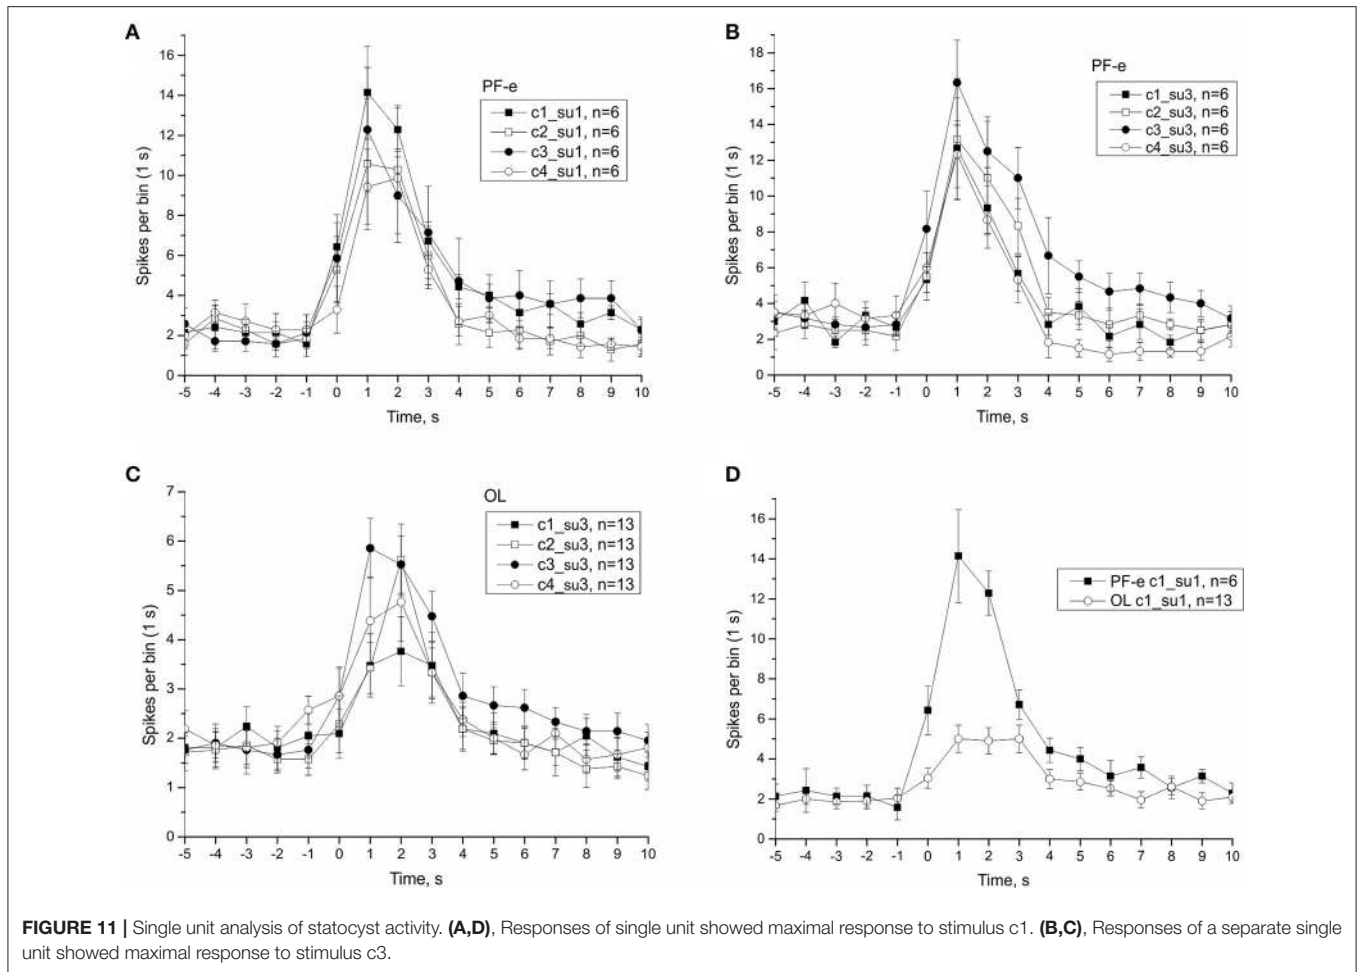 A
PF-e
c1_su1, n=6
c2_su1, n=6
c3_su1, n=6
c4_su1, n=6
Spikes per bin (1 s)
16
14
12
10
8
6
4
2
0
-5 -4 -3 -2 -1 0 1 2 3 4 5 6 7 8 9 10
Time, s
B
PF-e
c1_su3, n=6
c2_su3, n=6
c3_su3, n=6
c4_su3, n=6
Spikes per bin (1 s)
18
16
14
12
10
8
6
4
2
0
-5 -4 -3 -2 -1 0 1 2 3 4 5 6 7 8 9 10
Time, s
C
OL
c1_su3, n=13
c2_su3, n=13
c3_su3, n=13
c4_su3, n=13
Spikes per bin (1 s)
7
6
5
4
3
2
1
0
-5 -4 -3 -2 -1 0 1 2 3 4 5 6 7 8 9 10
Time, s
D
PF-e c1_su1, n=6
OL c1_su1, n=13
Spikes per bin (1 s)
16
14
12
10
8
6
4
2
0
-5 -4 -3 -2 -1 0 1 2 3 4 5 6 7 8 9 10
Time, s
FIGURE 11 | Single unit analysis of statocyst activity. (A,D), Responses of single unit showed maximal response to stimulus c1. (B,C), Responses of a separate single
unit showed maximal response to stimulus c3.